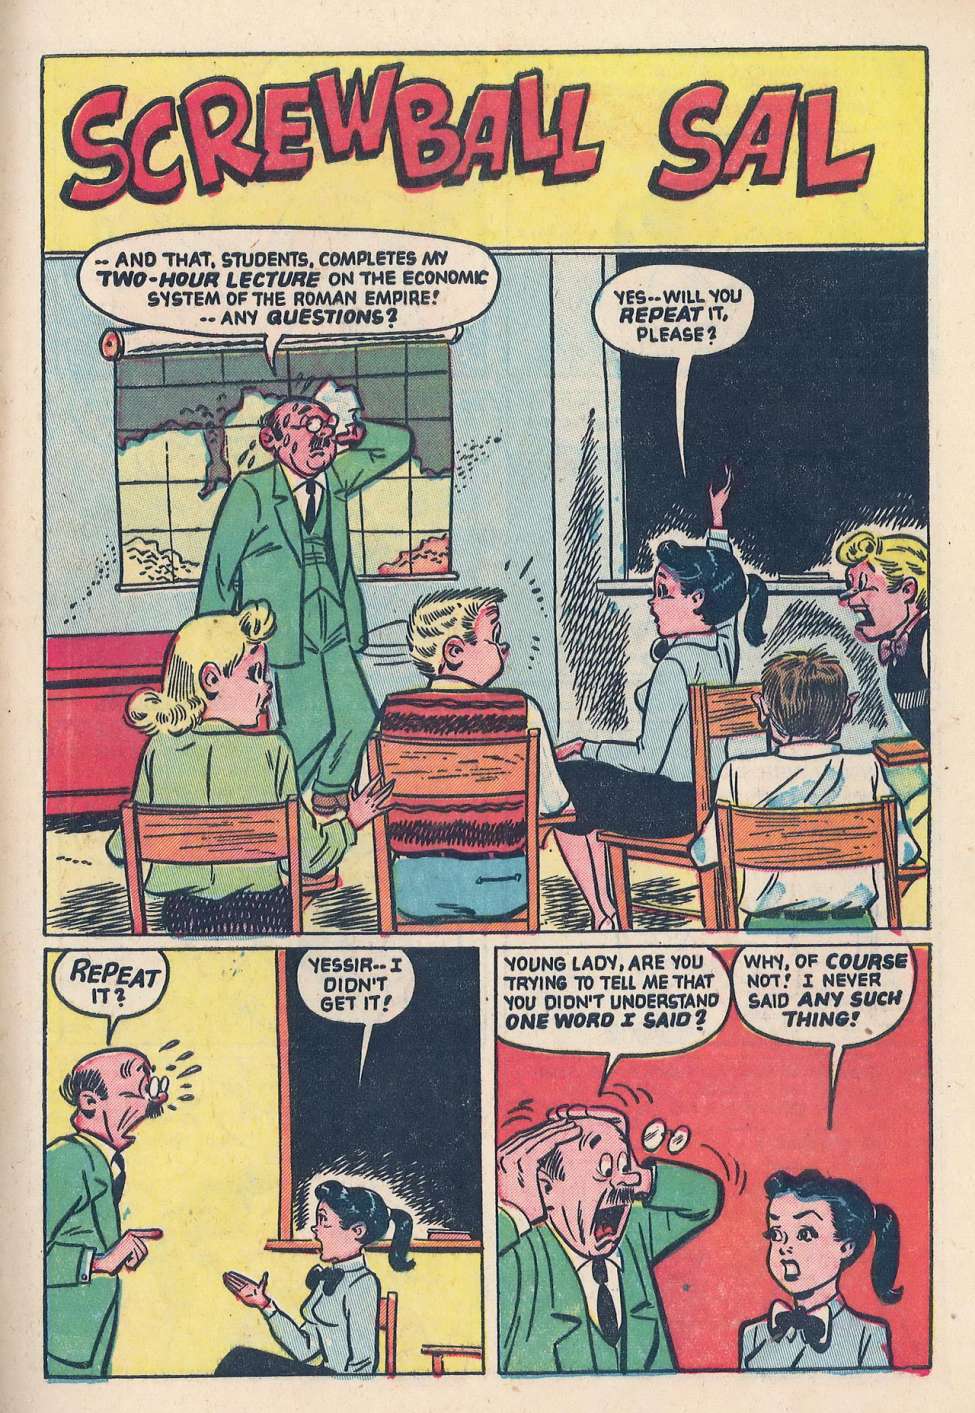 SCREWBALL SAL
-- AND THAT, STUDENTS, COMPLETES MY
TWO-HOUR LECTURE ON THE ECONOMIC
SYSTEM OF THE ROMAN EMPIRE!
-- ANY QUESTIONS?
YES-- WILL YOU
REPEAT IT,
PLEASE?
REPEAT
IT?
YESSIR-- I
DIDN'T
GET IT!
YOUNG LADY, ARE YOU
TRYING TO TELL ME THAT
YOU DIDN'T UNDERSTAND
ONE WORD I SAID?
WHY, OF COURSE
NOT! I NEVER
SAID ANY SUCH
THING!